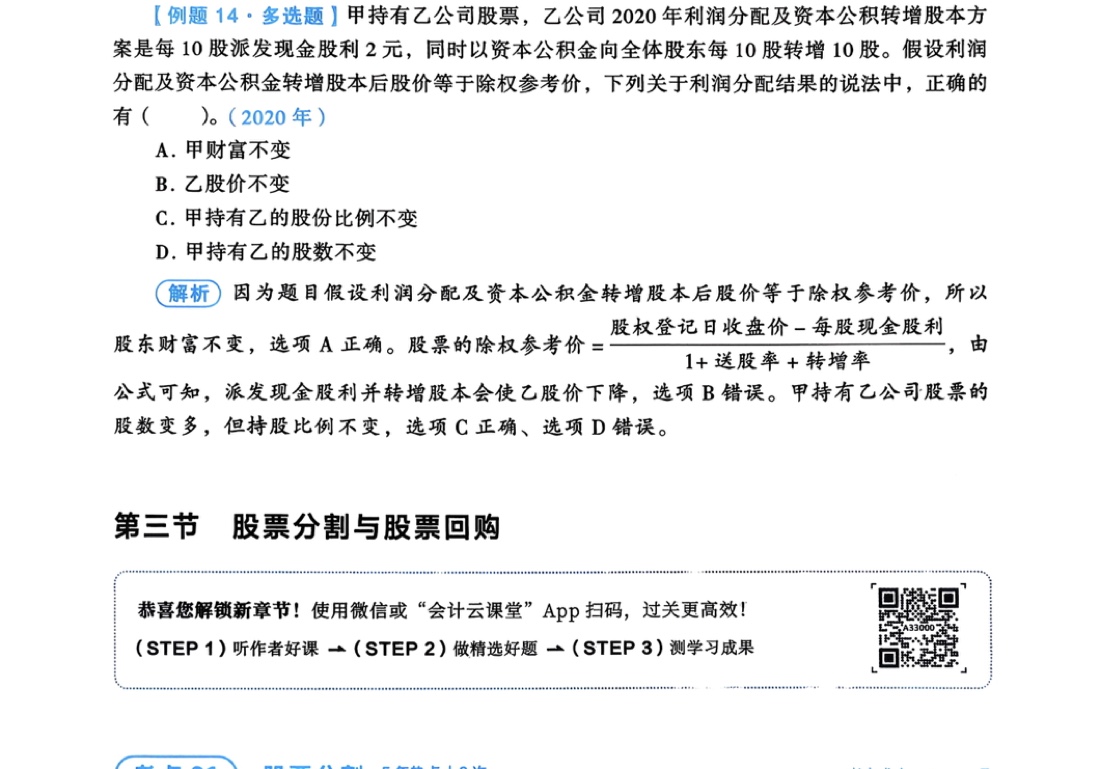 【例题 14·多选题】甲持有乙公司股票，乙公司 2020 年利润分配及资本公积转增股本方
案是每 10 股派发现金股利 2 元，同时以资本公积金向全体股东每 10 股转增 10 股。假设利润
分配及资本公积金转增股本后股价等于除权参考价，下列关于利润分配结果的说法中，正确的
有（　　）。（2020 年）
A. 甲财富不变
B. 乙股价不变
C. 甲持有乙的股份比例不变
D. 甲持有乙的股数不变
解析 因为题目假设利润分配及资本公积金转增股本后股价等于除权参考价，所以
股东财富不变，选项 A 正确。股票的除权参考价 = 股权登记日收盘价 - 每股现金股利 / 1+ 送股率 + 转增率 ，由
公式可知，派发现金股利并转增股本会使乙股价下降，选项 B 错误。甲持有乙公司股票的
股数变多，但持股比例不变，选项 C 正确、选项 D 错误。
第三节　股票分割与股票回购
恭喜您解锁新章节！使用微信或“会计云课堂”App 扫码，过关更高效！
（STEP 1）听作者好课 ⇀（STEP 2）做精选好题 ⇀（STEP 3）测学习成果
A33000
股票分割